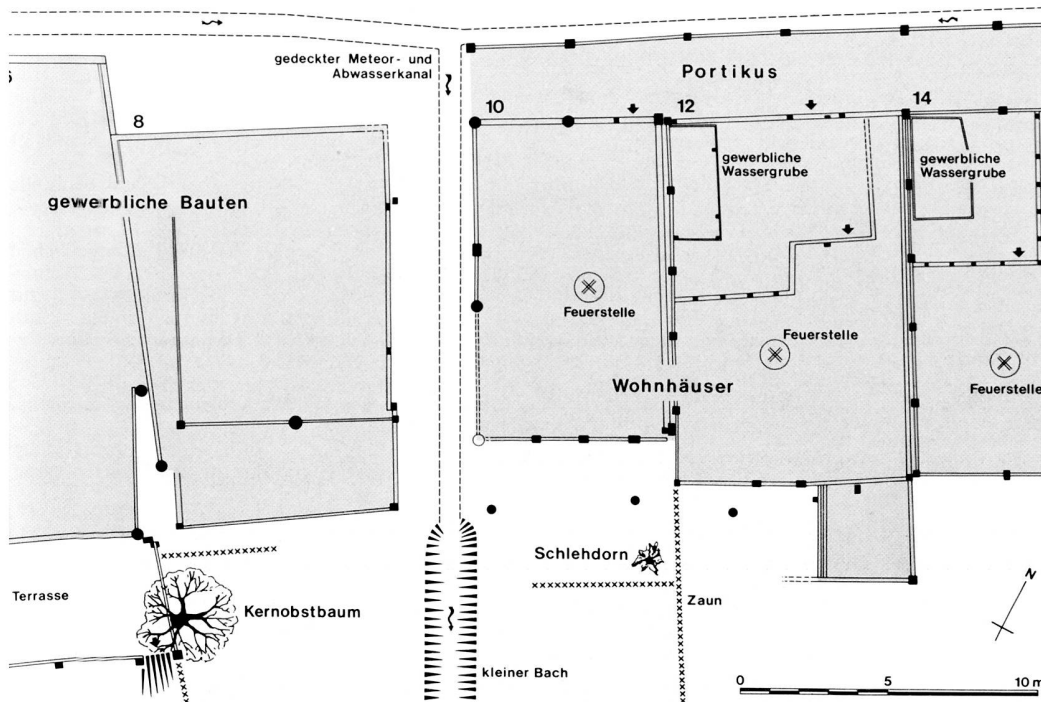 gedeckter Meteor- und
Abwasserkanal
Portikus
8
10
12
14
gewerbliche
Wassergrube
gewerbliche
Wassergrube
gewerbliche Bauten
Feuerstelle
Feuerstelle
Feuerstelle
Wohnhäuser
Schlehdorn
Zaun
Terrasse
Kernobstbaum
kleiner Bach
N
0
5
10 m